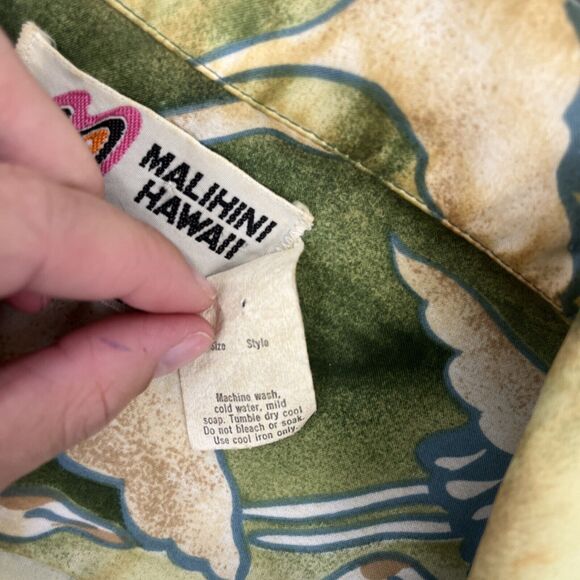 MALIHINI
HAWAII
Size Style
Machine wash,
cold water, mild
soap. Tumble dry cool
Do not bleach or soak.
Use cool iron only.